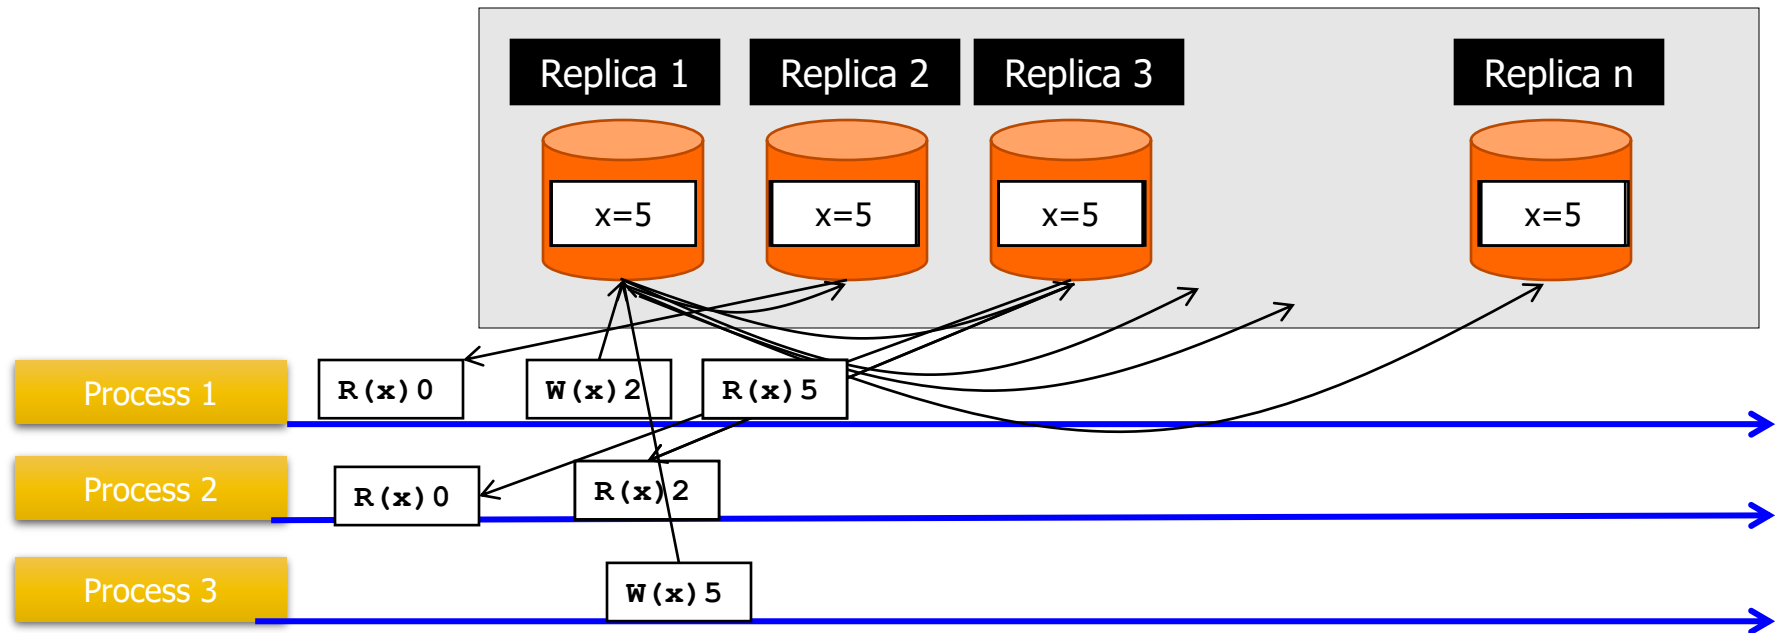 Replica 1 Replica 2 Replica 3 Replica n
x=5 x=5 x=5 x=5
Process 1 R(x)0 W(x)2 R(x)5
Process 2 R(x)0 R(x)2
Process 3 W(x)5